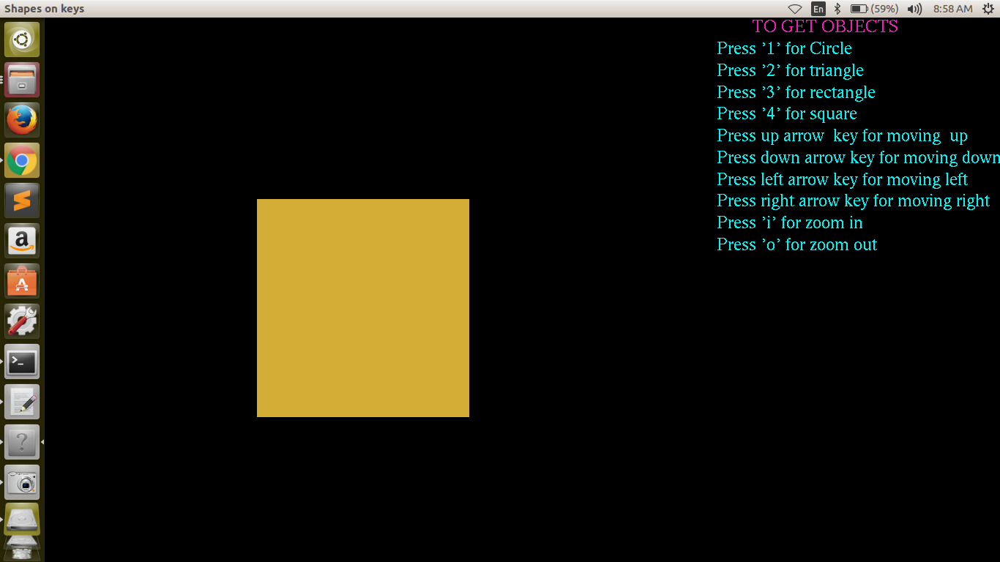 Shapes on keys
En
(59%)
8:58 AM
TO GET OBJECTS
Press ’1’ for Circle
Press ’2’ for triangle
Press ’3’ for rectangle
Press ’4’ for square
Press up arrow  key for moving  up
Press down arrow key for moving down
Press left arrow key for moving left
Press right arrow key for moving right
Press ’i’ for zoom in
Press ’o’ for zoom out
a
A
>_
?